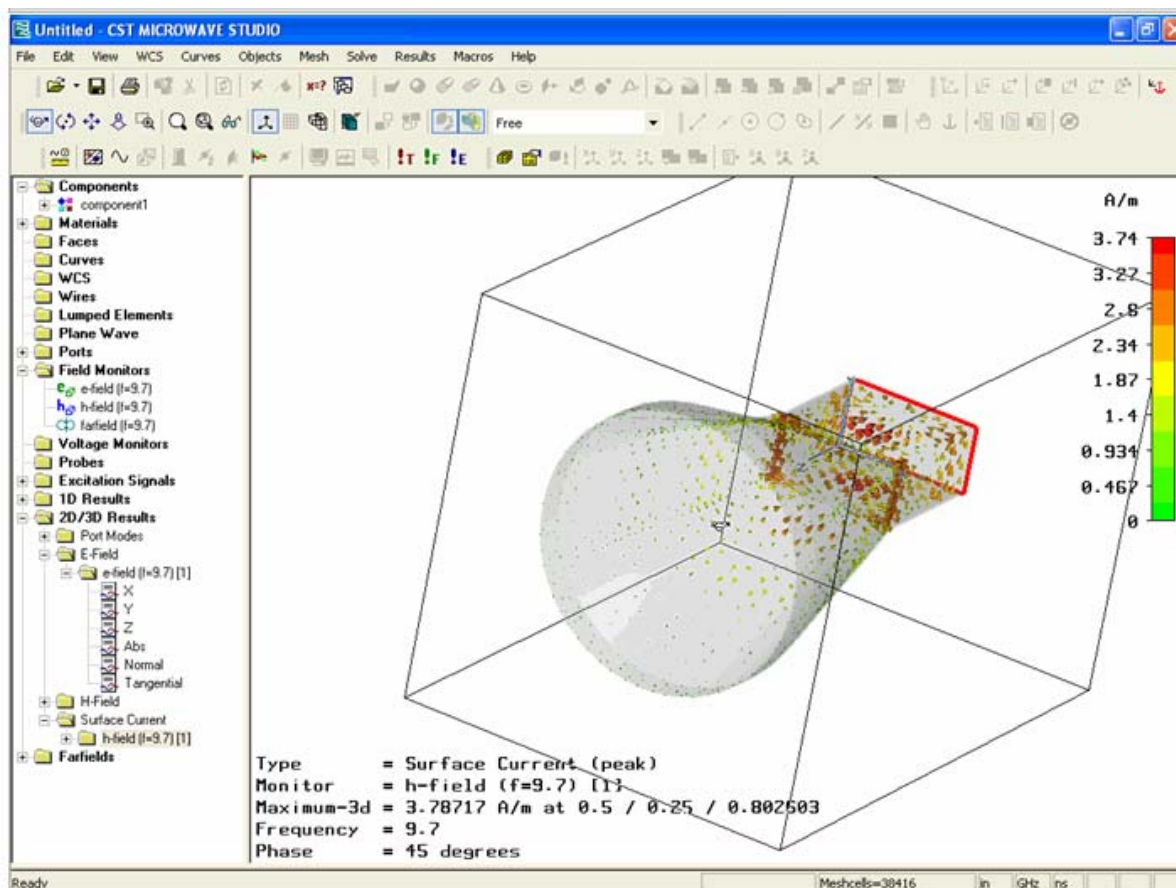 Untitled - CST MICROWAVE STUDIO
File Edit View WCS Curves Objects Mesh Solve Results Macros Help
Free
!T !F !E
Components
component1
Materials
Faces
Curves
WCS
Wires
Lumped Elements
Plane Wave
Ports
Field Monitors
e-field (f=9.7)
h-field (f=9.7)
farfield (f=9.7)
Voltage Monitors
Probes
Excitation Signals
1D Results
2D/3D Results
Port Modes
E-Field
e-field (f=9.7) [1]
X
Y
Z
Abs
Normal
Tangential
H-Field
Surface Current
h-field (f=9.7) [1]
Farfields
A/m
3.74
3.27
2.8
2.34
1.87
1.4
0.934
0.467
0
Z
Type = Surface Current (peak)
Monitor = h-field (f=9.7) [1]
Maximum-3d = 3.78717 A/m at 0.5 / 0.25 / 0.802603
Frequency = 9.7
Phase = 45 degrees
Ready Meshcells=38416 in GHz ns